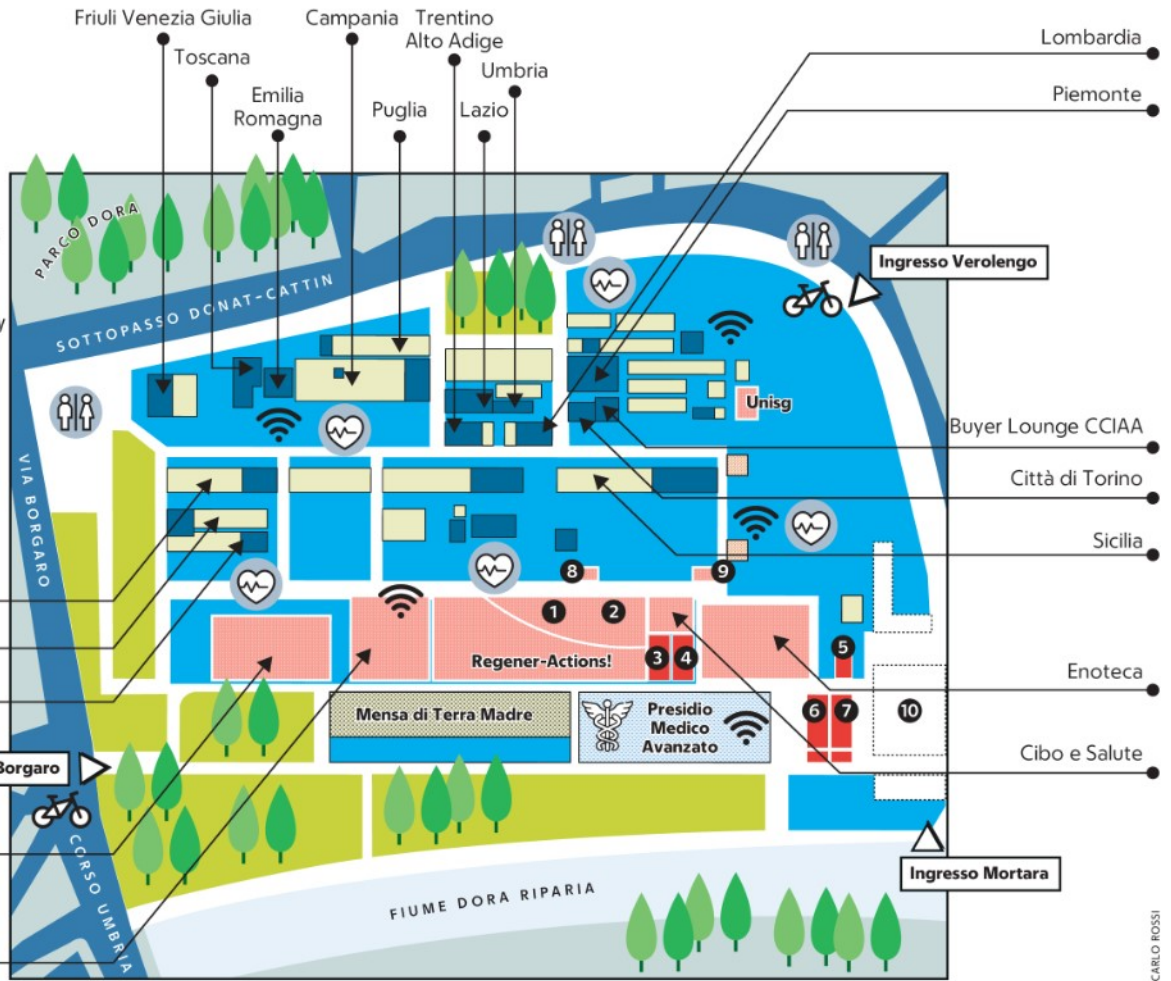 Friuli Venezia Giulia
Campania
Trentino
Alto Adige
Lombardia
Toscana
Umbria
Emilia
Romagna
Puglia
Lazio
Piemonte
PARCO DORA
SOTTOPASSO DONAT-CATTIN
Ingresso Verolengo
y
Unisg
Buyer Lounge CCIAA
Città di Torino
VIA BORGARO
Sicilia
8
9
1
2
3
4
5
Regener-Actions!
Enoteca
Mensa di Terra Madre
Presidio
Medico
Avanzato
6
7
10
Borgaro
Cibo e Salute
CORSO UMBRIA
Ingresso Mortara
FIUME DORA RIPARIA
CARLO ROSSI